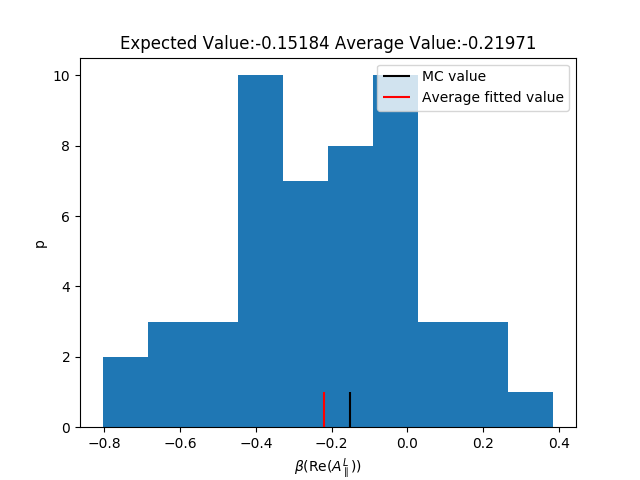 Expected Value:-0.15184 Average Value:-0.21971
MC value
Average fitted value
10
8
6
4
2
0
p
−0.8 −0.6 −0.4 −0.2 0.0 0.2 0.4
β(Re(A∥ᴸ))